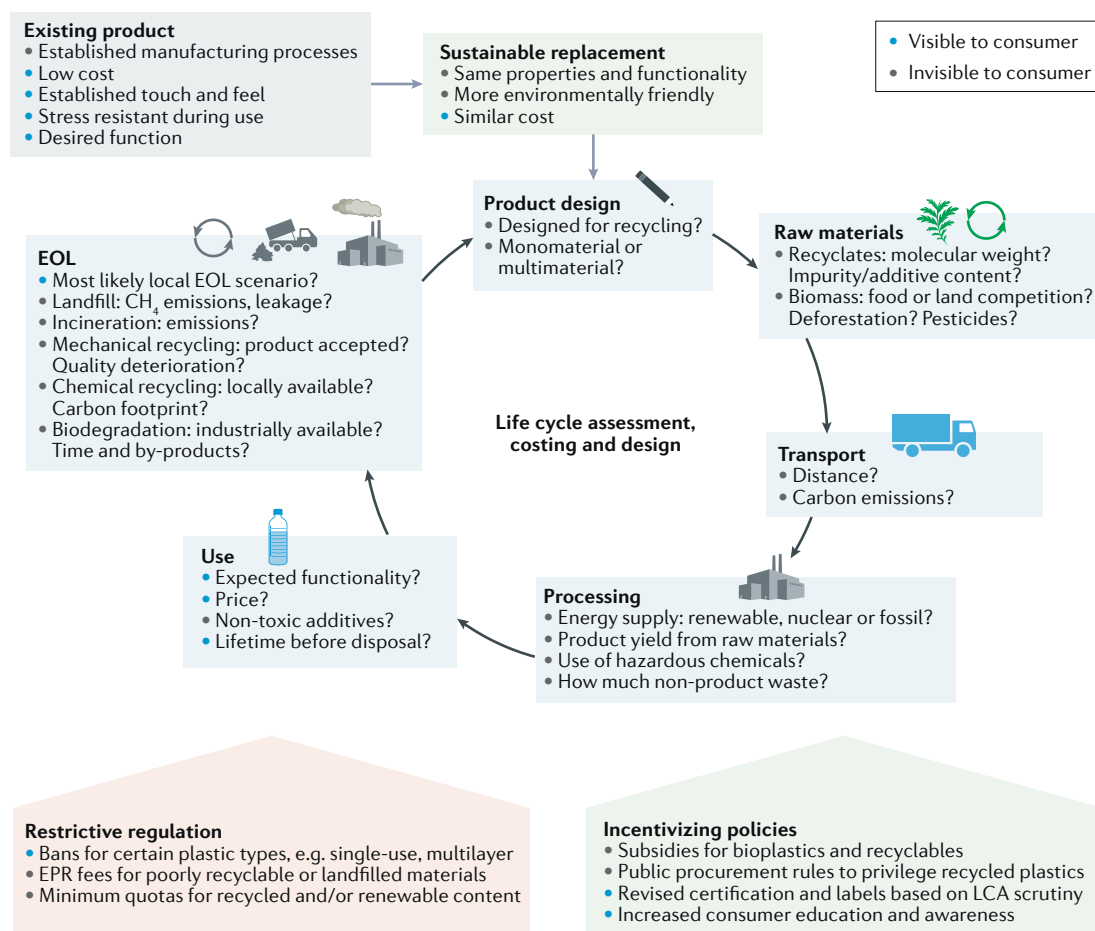 Existing product
• Established manufacturing processes
• Low cost
• Established touch and feel
• Stress resistant during use
• Desired function
Sustainable replacement
• Same properties and functionality
• More environmentally friendly
• Similar cost
• Visible to consumer
• Invisible to consumer
Product design
• Designed for recycling?
• Monomaterial or
multimaterial?
Raw materials
• Recyclates: molecular weight?
Impurity/additive content?
• Biomass: food or land competition?
Deforestation? Pesticides?
EOL
• Most likely local EOL scenario?
• Landfill: CH₄ emissions, leakage?
• Incineration: emissions?
• Mechanical recycling: product accepted?
Quality deterioration?
• Chemical recycling: locally available?
Carbon footprint?
• Biodegradation: industrially available?
Time and by-products?
Life cycle assessment,
costing and design
Transport
• Distance?
• Carbon emissions?
Use
• Expected functionality?
• Price?
• Non-toxic additives?
• Lifetime before disposal?
Processing
• Energy supply: renewable, nuclear or fossil?
• Product yield from raw materials?
• Use of hazardous chemicals?
• How much non-product waste?
Restrictive regulation
• Bans for certain plastic types, e.g. single-use, multilayer
• EPR fees for poorly recyclable or landfilled materials
• Minimum quotas for recycled and/or renewable content
Incentivizing policies
• Subsidies for bioplastics and recyclables
• Public procurement rules to privilege recycled plastics
• Revised certification and labels based on LCA scrutiny
• Increased consumer education and awareness